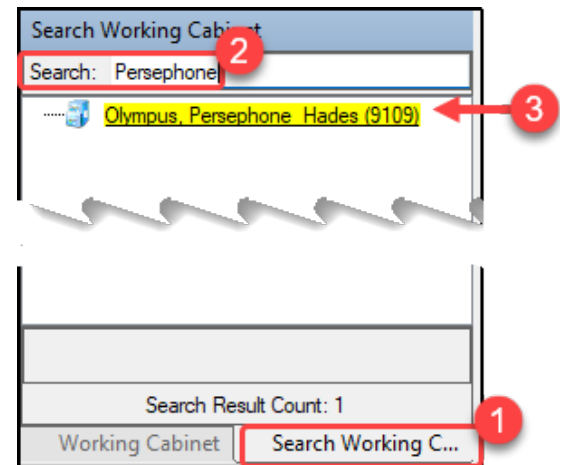 Search Working Cabinet
2
Search: Persephone
Olympus, Persephone Hades (9109)
3
Search Result Count: 1
1
Working Cabinet Search Working C...